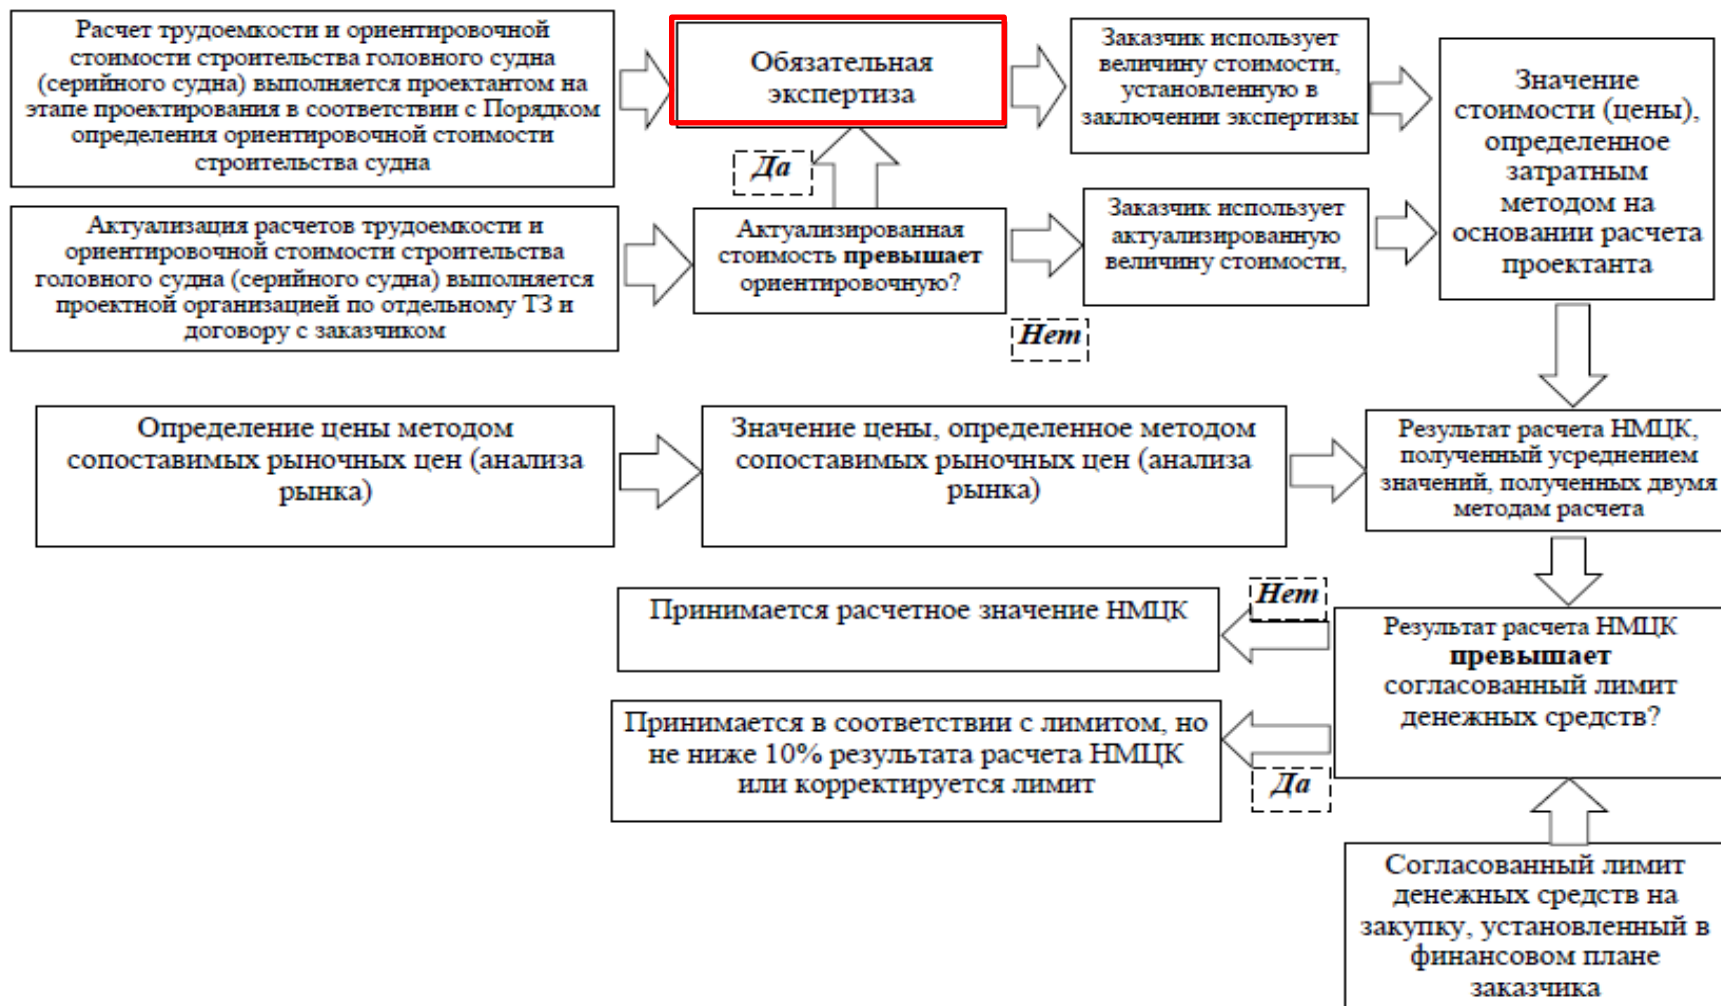 Расчет трудоемкости и ориентировочной
стоимости строительства головного судна
(серийного судна) выполняется проектантом на
этапе проектирования в соответствии с Порядком
определения ориентировочной стоимости
строительства судна
Обязательная
экспертиза
Заказчик использует
величину стоимости,
установленную в
заключении экспертизы
Значение
стоимости (цены),
определенное
затратным
методом на
основании расчета
проектанта
Да
Актуализация расчетов трудоемкости и
ориентировочной стоимости строительства
головного судна (серийного судна) выполняется
проектной организацией по отдельному ТЗ и
договору с заказчиком
Актуализированная
стоимость превышает
ориентировочную?
Заказчик использует
актуализированную
величину стоимости,
Нет
Определение цены методом
сопоставимых рыночных цен (анализа
рынка)
Значение цены, определенное методом
сопоставимых рыночных цен (анализа
рынка)
Результат расчета НМЦК,
полученный усреднением
значений, полученных двумя
методам расчета
Нет
Принимается расчетное значение НМЦК
Результат расчета НМЦК
превышает
согласованный лимит
денежных средств?
Принимается в соответствии с лимитом, но
не ниже 10% результата расчета НМЦК
или корректируется лимит
Да
Согласованный лимит
денежных средств на
закупку, установленный в
финансовом плане
заказчика